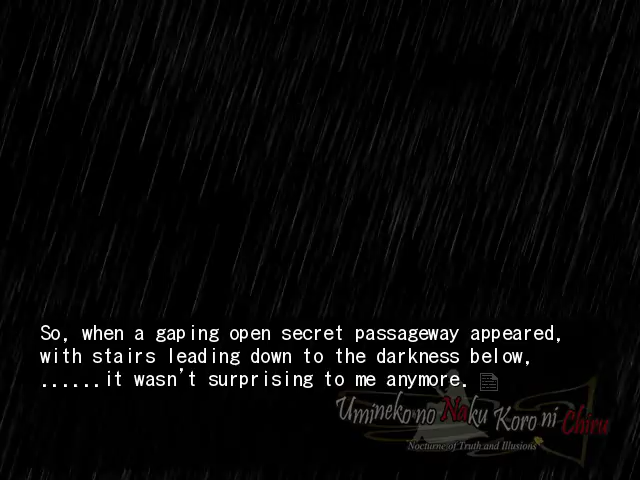 So, when a gaping open secret passageway appeared,
with stairs leading down to the darkness below,
......it wasn't surprising to me anymore.
Umineko no Naku Koro ni Chiru
Nocturne of Truth and Illusions